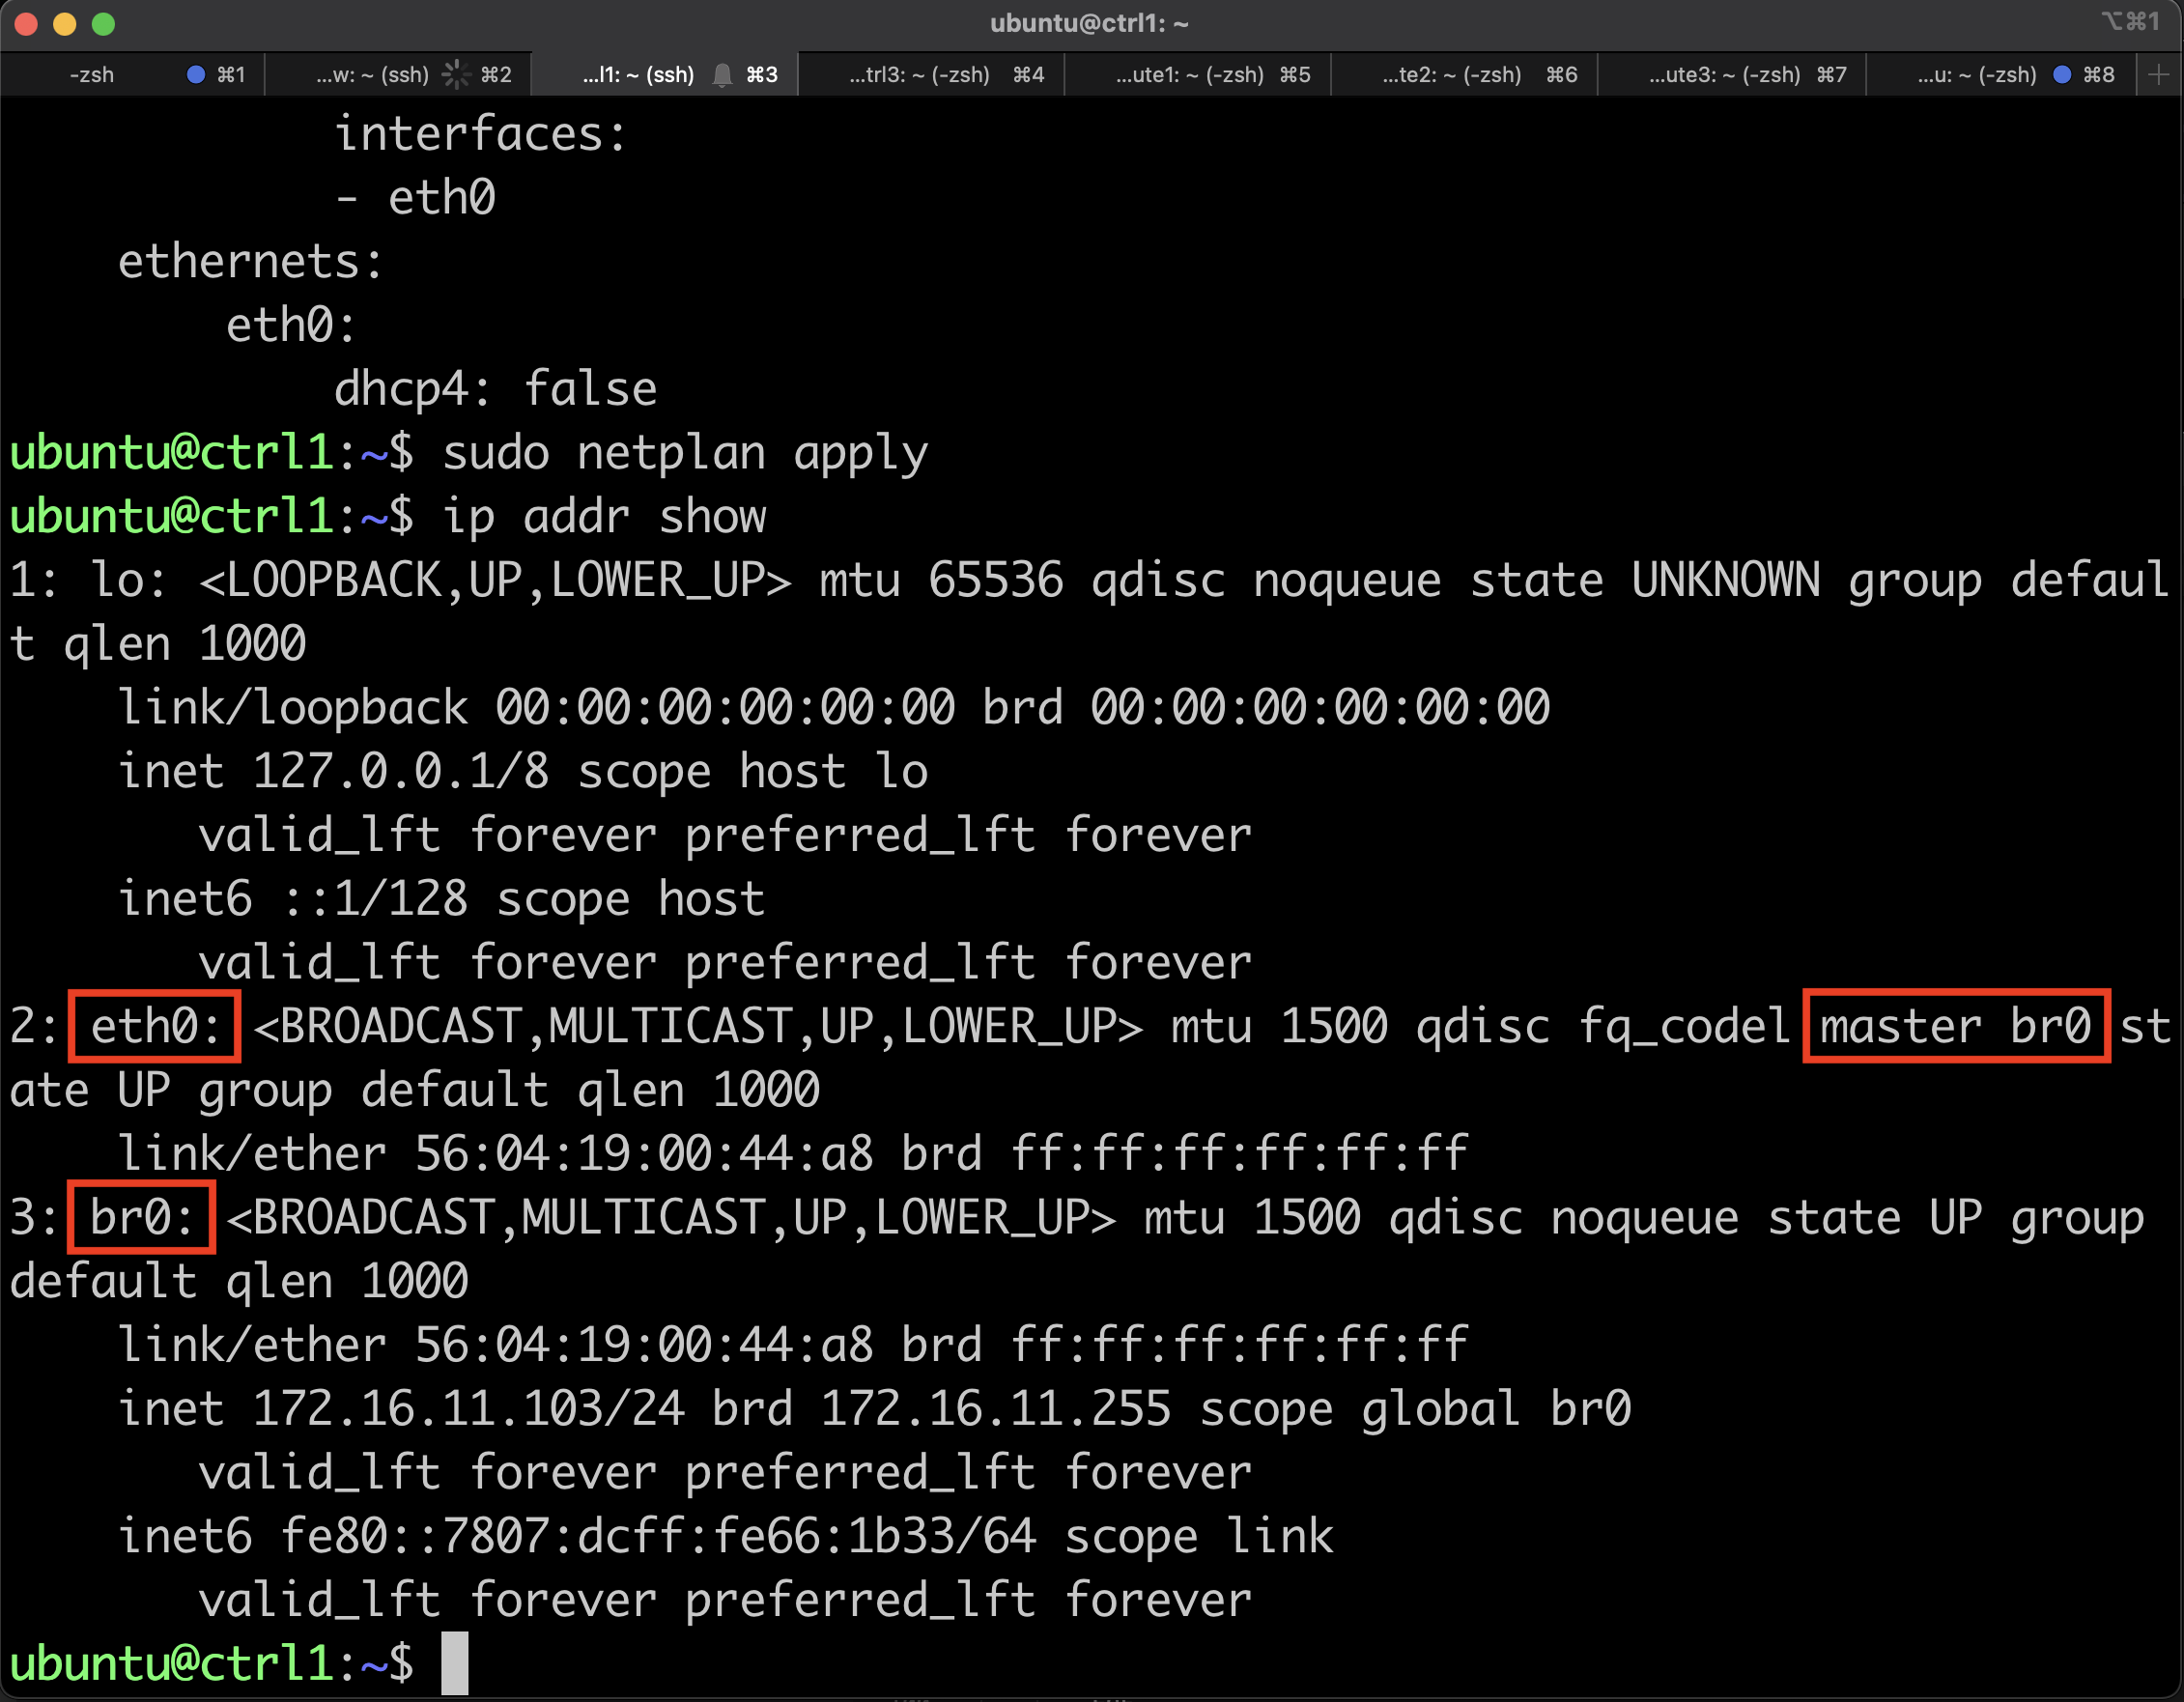 ubuntu@ctrl1: ~
⌥⌘1
-zsh ⌘1 ...w: ~ (ssh) ⌘2 ...l1: ~ (ssh) ⌘3 ...trl3: ~ (-zsh) ⌘4 ...ute1: ~ (-zsh) ⌘5 ...te2: ~ (-zsh) ⌘6 ...ute3: ~ (-zsh) ⌘7 ...u: ~ (-zsh) ⌘8
interfaces:
- eth0
ethernets:
eth0:
dhcp4: false
ubuntu@ctrl1:~$ sudo netplan apply
ubuntu@ctrl1:~$ ip addr show
1: lo: <LOOPBACK,UP,LOWER_UP> mtu 65536 qdisc noqueue state UNKNOWN group defaul
t qlen 1000
link/loopback 00:00:00:00:00:00 brd 00:00:00:00:00:00
inet 127.0.0.1/8 scope host lo
valid_lft forever preferred_lft forever
inet6 ::1/128 scope host
valid_lft forever preferred_lft forever
2: eth0: <BROADCAST,MULTICAST,UP,LOWER_UP> mtu 1500 qdisc fq_codel master br0 st
ate UP group default qlen 1000
link/ether 56:04:19:00:44:a8 brd ff:ff:ff:ff:ff:ff
3: br0: <BROADCAST,MULTICAST,UP,LOWER_UP> mtu 1500 qdisc noqueue state UP group
default qlen 1000
link/ether 56:04:19:00:44:a8 brd ff:ff:ff:ff:ff:ff
inet 172.16.11.103/24 brd 172.16.11.255 scope global br0
valid_lft forever preferred_lft forever
inet6 fe80::7807:dcff:fe66:1b33/64 scope link
valid_lft forever preferred_lft forever
ubuntu@ctrl1:~$